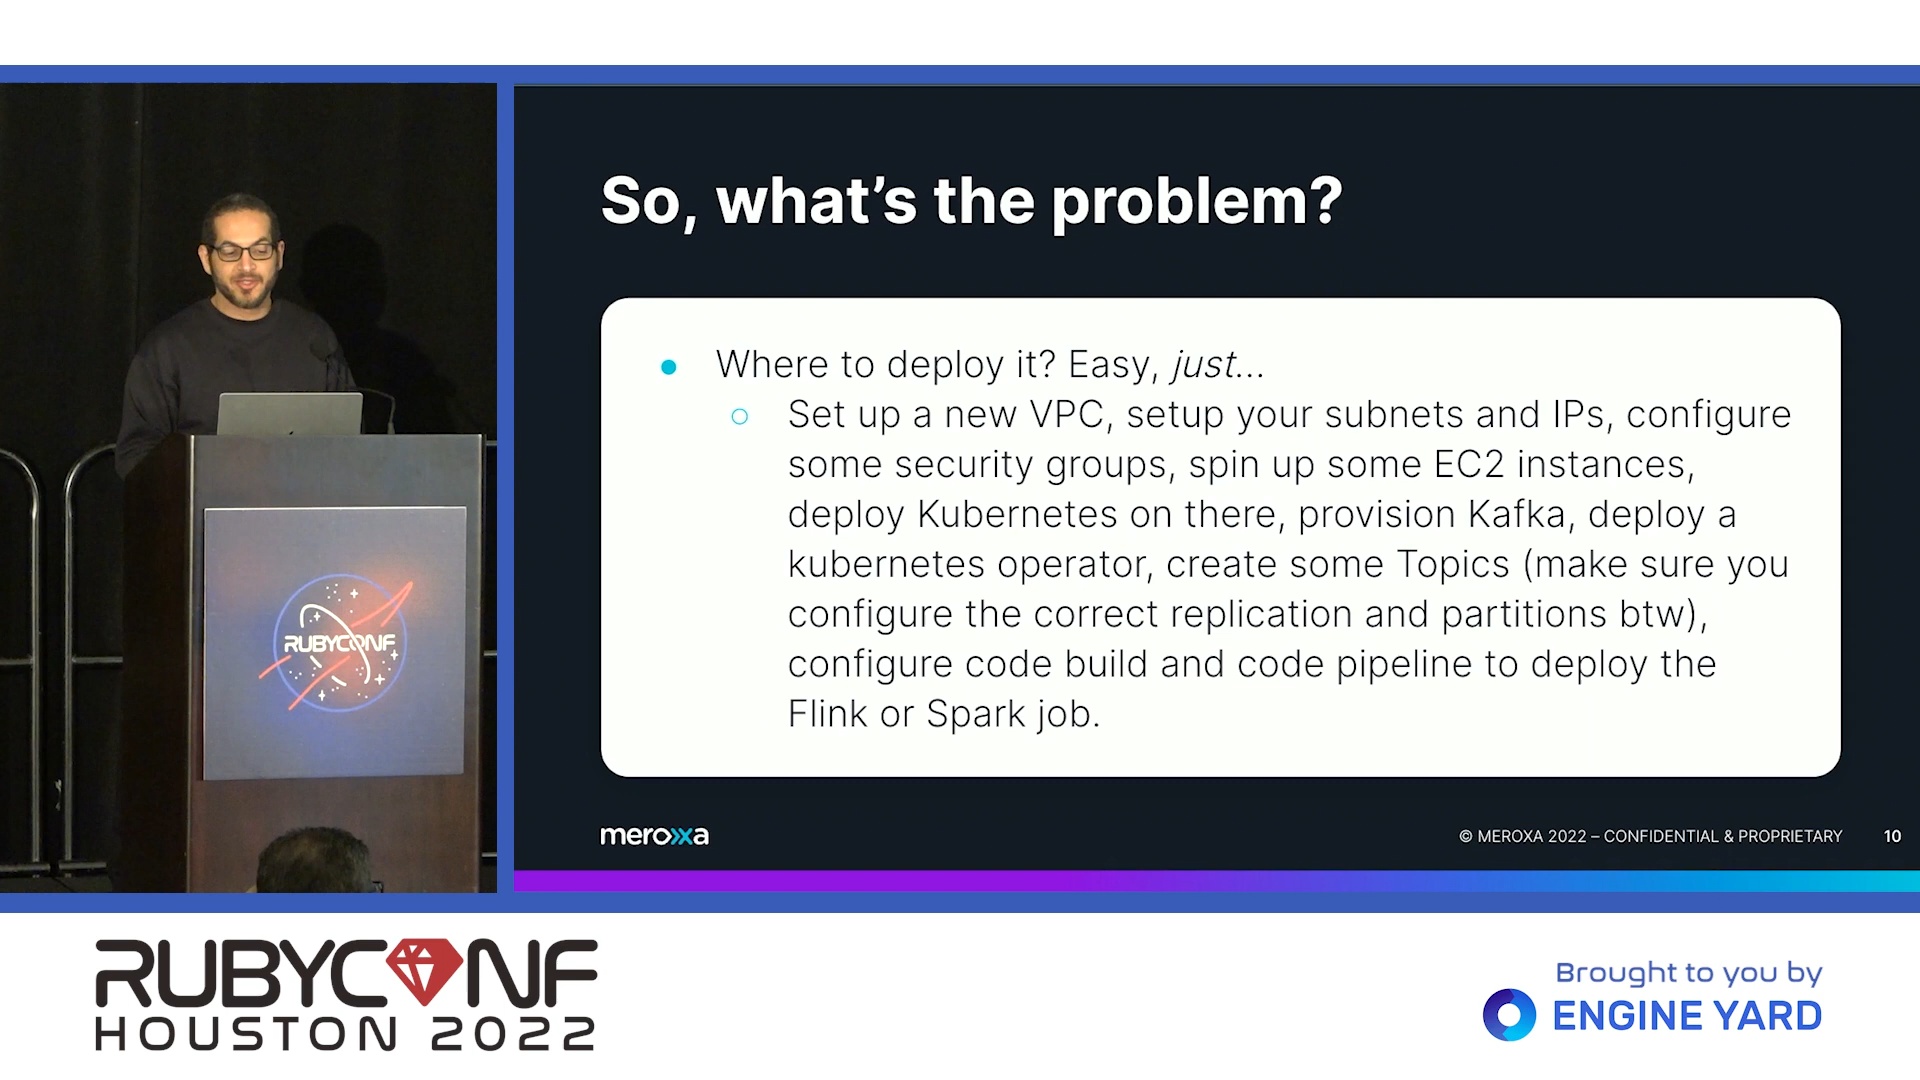 So, what’s the problem?
● Where to deploy it? Easy, just...
○ Set up a new VPC, setup your subnets and IPs, configure
some security groups, spin up some EC2 instances,
deploy Kubernetes on there, provision Kafka, deploy a
kubernetes operator, create some Topics (make sure you
configure the correct replication and partitions btw),
configure code build and code pipeline to deploy the
Flink or Spark job.
meroxa
© MEROXA 2022 – CONFIDENTIAL & PROPRIETARY 10
RUBYCONF
RUBYCONF
HOUSTON 2022
Brought to you by
ENGINE YARD